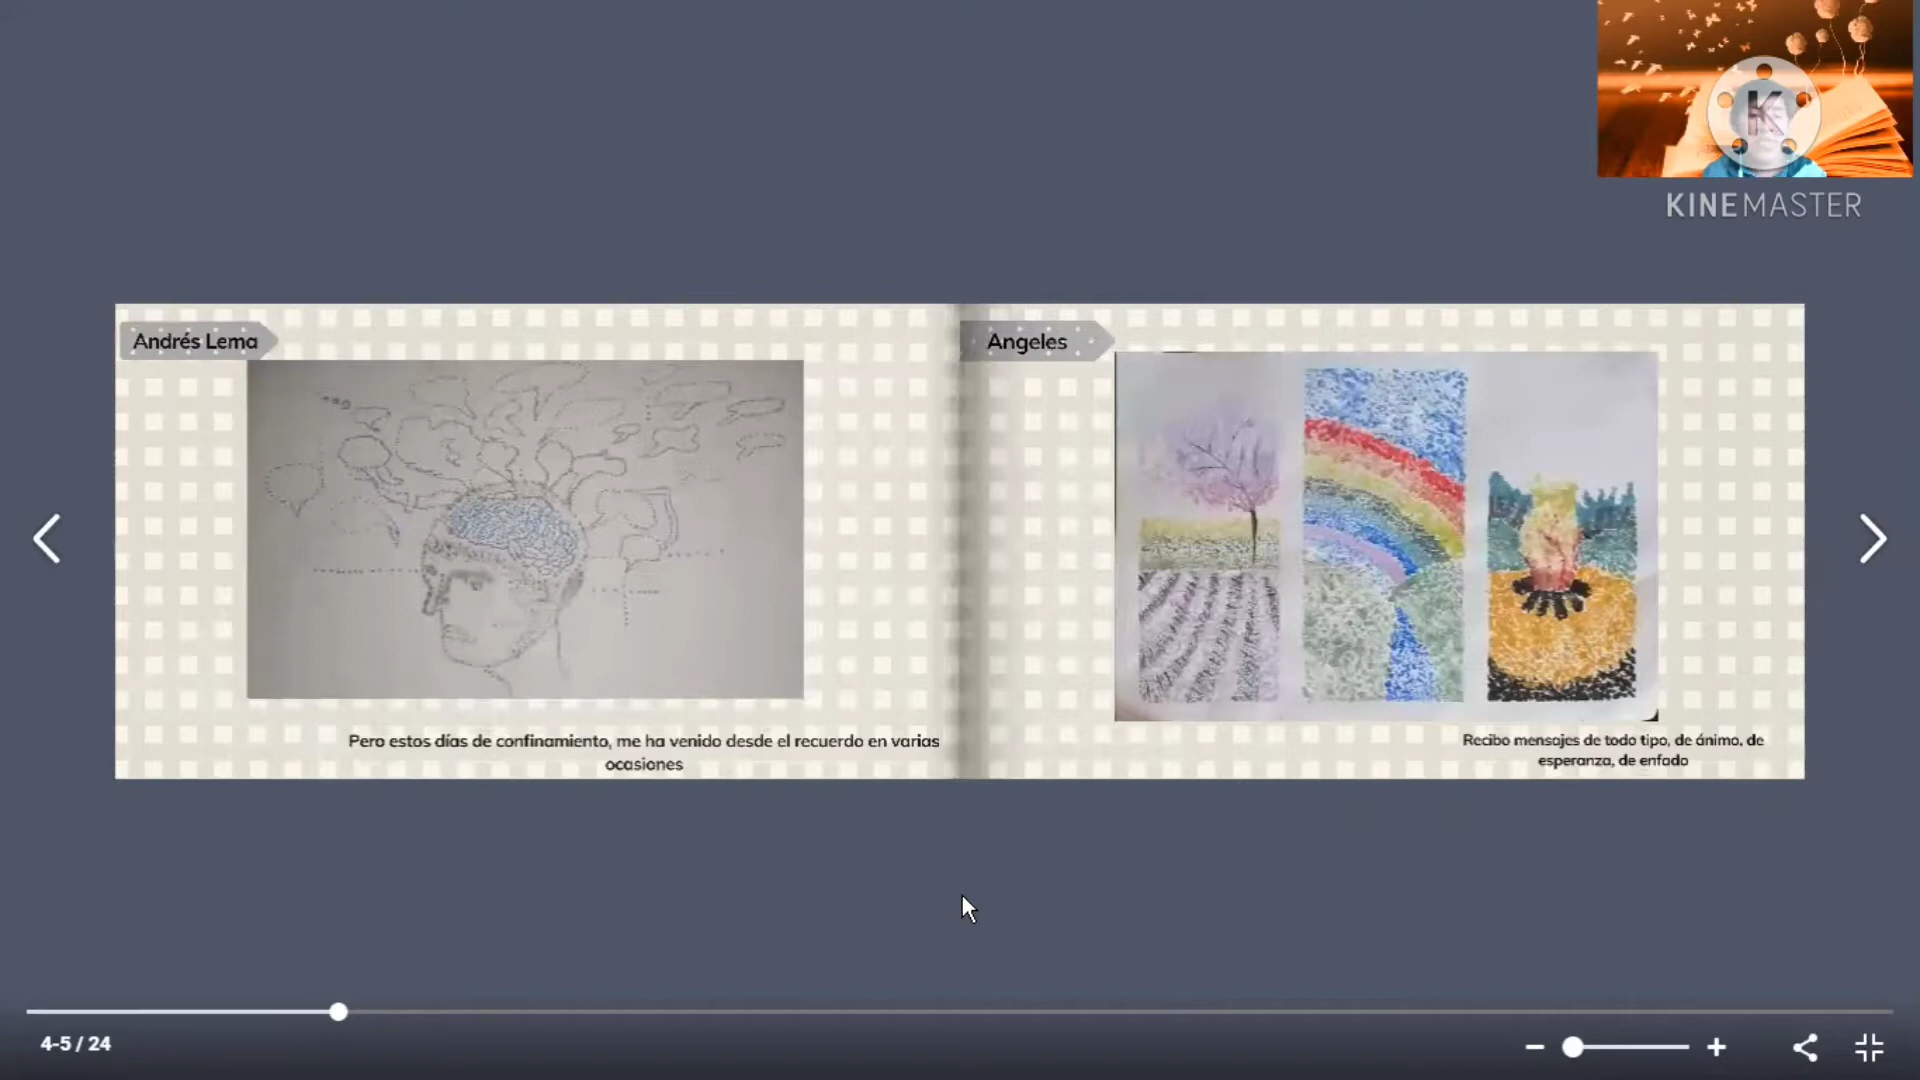 K
KINEMASTER
Andrés Lema
Angeles
Pero estos días de confinamiento, me ha venido desde el recuerdo en varias
ocasiones
Recibo mensajes de todo tipo, de ánimo, de
esperanza, de enfado
4-5 / 24